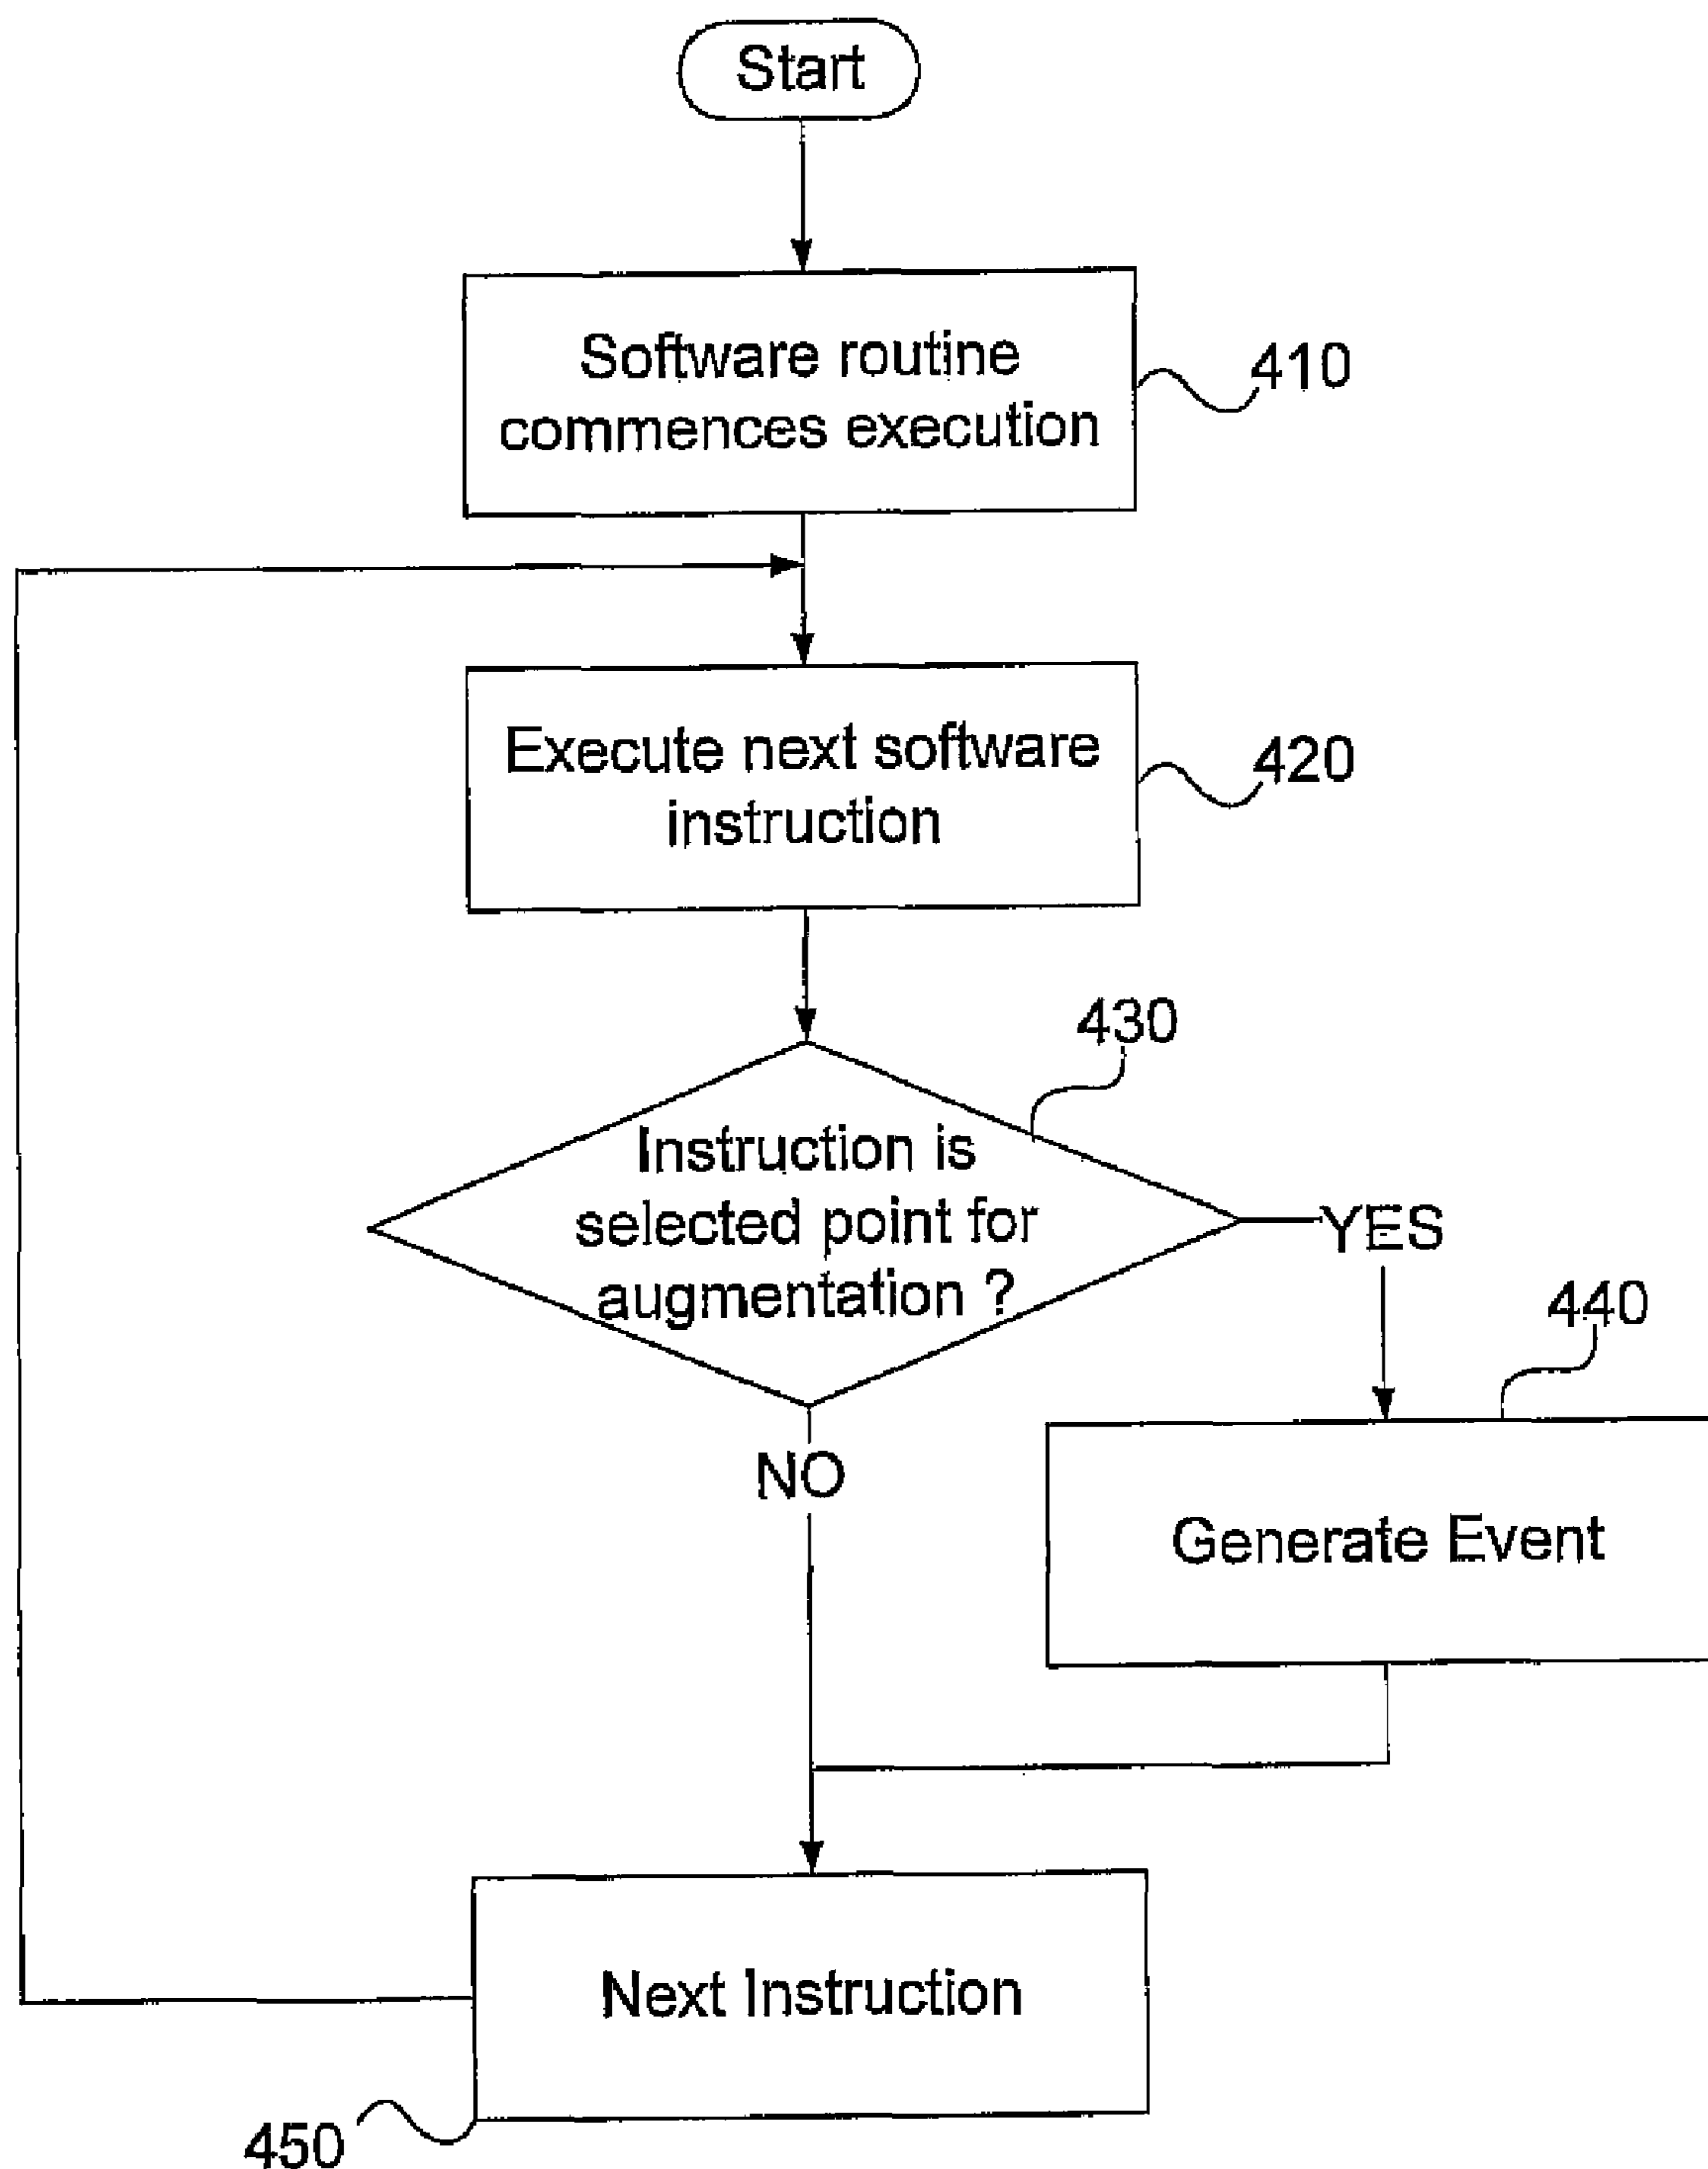 Start
Software routine
commences execution
410
Execute next software
instruction
420
430
Instruction is
selected point for
augmentation ?
YES
440
NO
Generate Event
Next Instruction
450